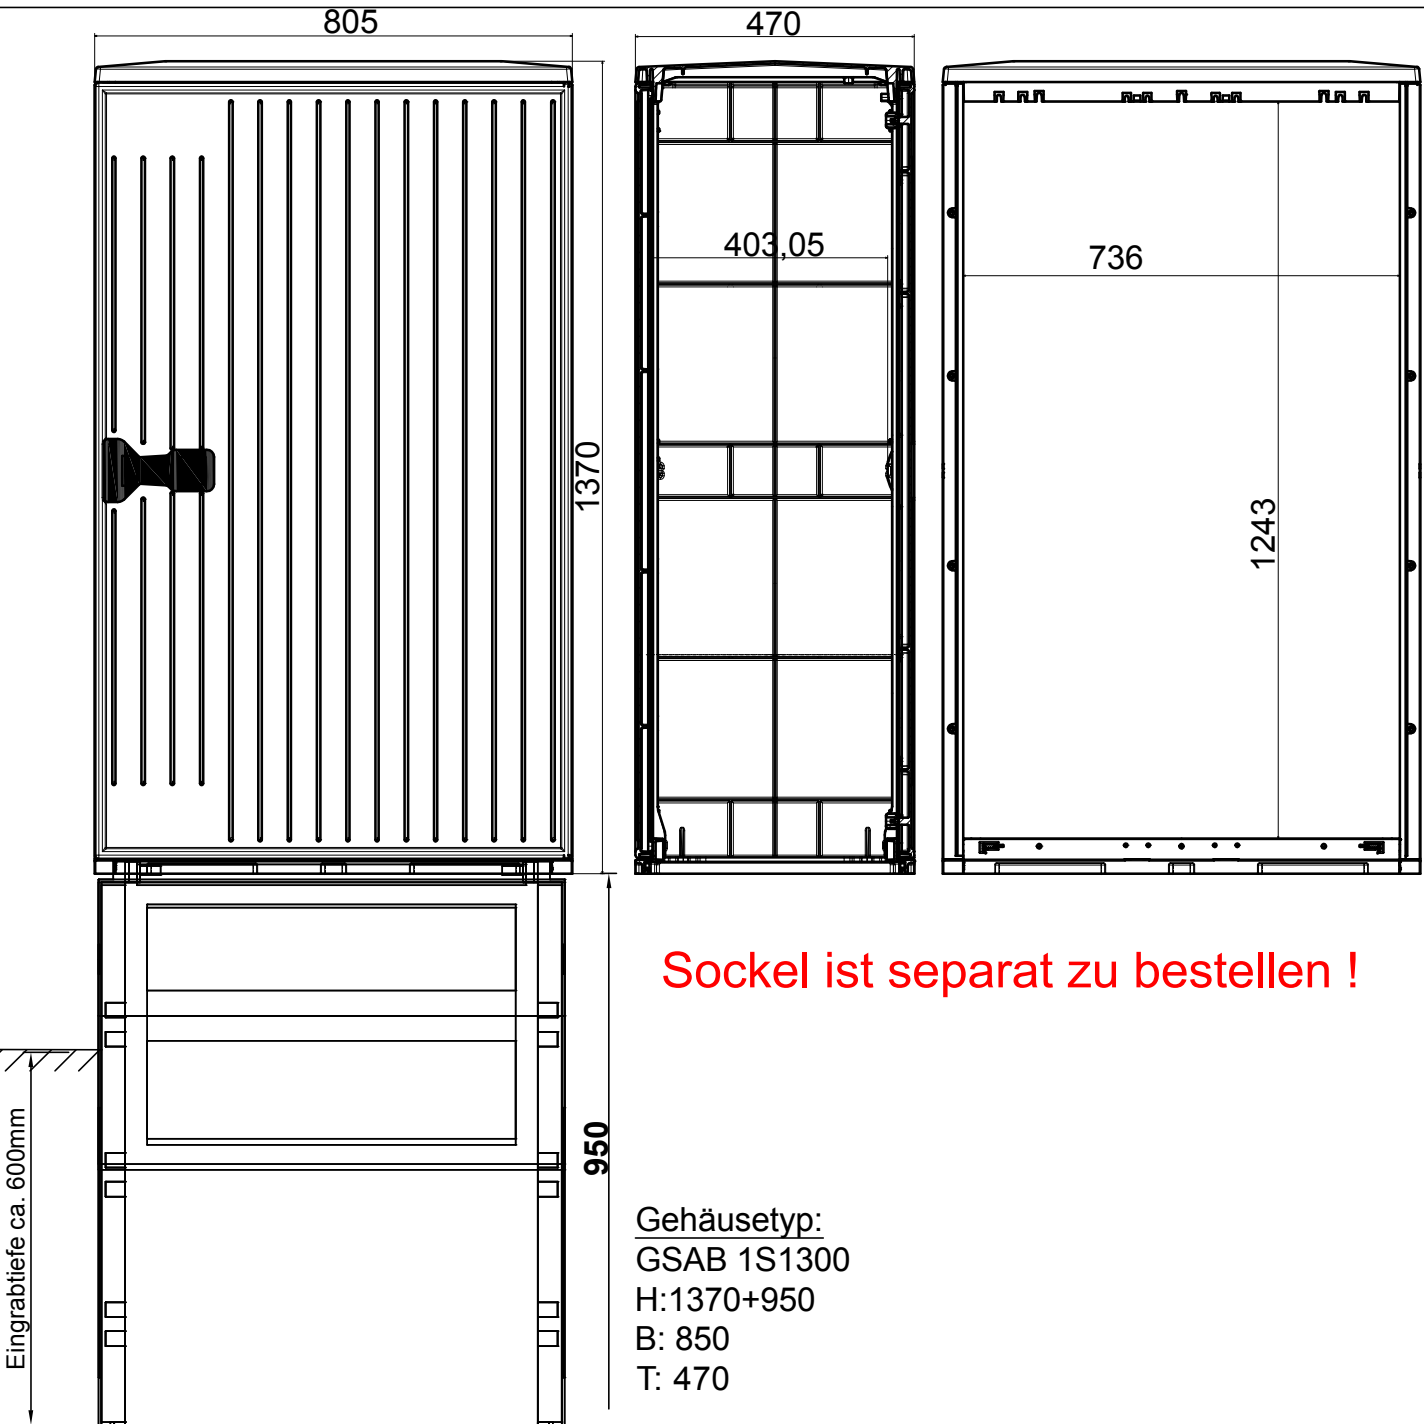 805
470
403,05
736
1370
1243
Sockel ist separat zu bestellen !
950
Eingrabtiefe ca. 600mm
Gehäusetyp:
GSAB 1S1300
H:1370+950
B: 850
T: 470